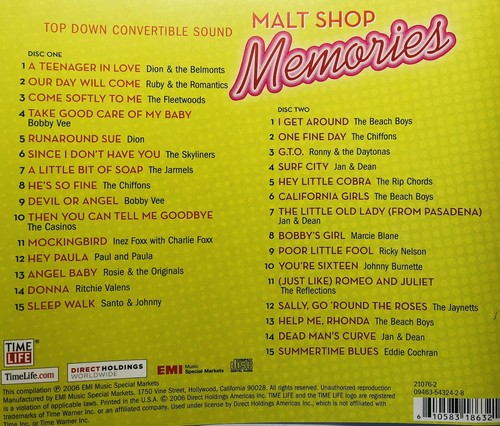 TOP DOWN CONVERTIBLE SOUND
MALT SHOP
Memories
DISC ONE
1 A TEENAGER IN LOVE Dion & the Belmonts
2 OUR DAY WILL COME Ruby & the Romantics
3 COME SOFTLY TO ME The Fleetwoods
4 TAKE GOOD CARE OF MY BABY
Bobby Vee
5 RUNAROUND SUE Dion
6 SINCE I DON'T HAVE YOU The Skyliners
7 A LITTLE BIT OF SOAP The Jarmels
8 HE'S SO FINE The Chiffons
9 DEVIL OR ANGEL Bobby Vee
10 THEN YOU CAN TELL ME GOODBYE
The Casinos
11 MOCKINGBIRD Inez Foxx with Charlie Foxx
12 HEY PAULA Paul and Paula
13 ANGEL BABY Rosie & the Originals
14 DONNA Ritchie Valens
15 SLEEP WALK Santo & Johnny
DISC TWO
1 I GET AROUND The Beach Boys
2 ONE FINE DAY The Chiffons
3 G.T.O. Ronny & the Daytonas
4 SURF CITY Jan & Dean
5 HEY LITTLE COBRA The Rip Chords
6 CALIFORNIA GIRLS The Beach Boys
7 THE LITTLE OLD LADY (FROM PASADENA)
Jan & Dean
8 BOBBY'S GIRL Marcie Blane
9 POOR LITTLE FOOL Ricky Nelson
10 YOU'RE SIXTEEN Johnny Burnette
11 (JUST LIKE) ROMEO AND JULIET
The Reflections
12 SALLY, GO 'ROUND THE ROSES The Jaynetts
13 HELP ME, RHONDA The Beach Boys
14 DEAD MAN'S CURVE Jan & Dean
15 SUMMERTIME BLUES Eddie Cochran
TIME
LIFE
TimeLife.com
DIRECT HOLDINGS
WORLDWIDE
EMI Music
Special Markets
This compilation ℗ 2006 EMI Music Special Markets
Manufactured by EMI Music Special Markets, 1750 Vine Street, Hollywood, California 90028. All rights reserved. Unauthorized reproduction
is a violation of applicable laws. Printed in the U.S.A. © 2006 Direct Holdings Americas Inc. TIME LIFE and the TIME LIFE logo are registered
trademarks of Time Warner Inc. or an affiliated company. Used under license by Direct Holdings Americas Inc., which is not affiliated with
Time Inc. or Time Warner Inc.
21076-2
09463-54324-2-8
6 10583 18632